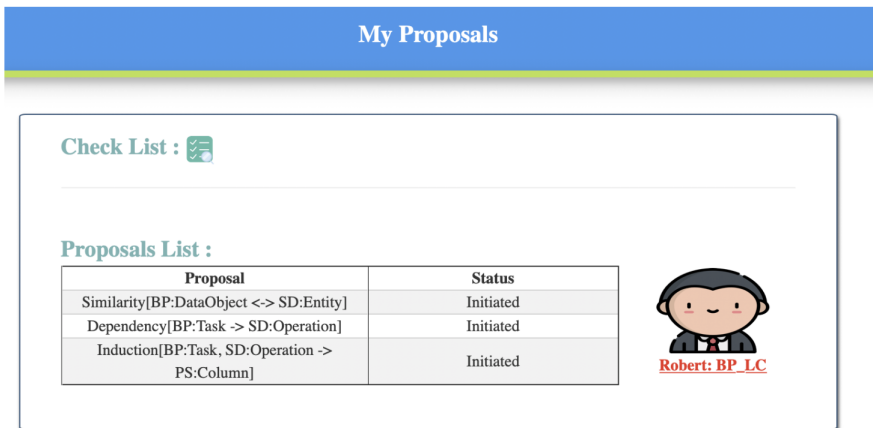 My Proposals
Check List :
Proposals List :
Proposal Status
Similarity[BP:DataObject <-> SD:Entity] Initiated
Dependency[BP:Task -> SD:Operation] Initiated
Induction[BP:Task, SD:Operation ->
PS:Column] Initiated
Robert: BP_LC